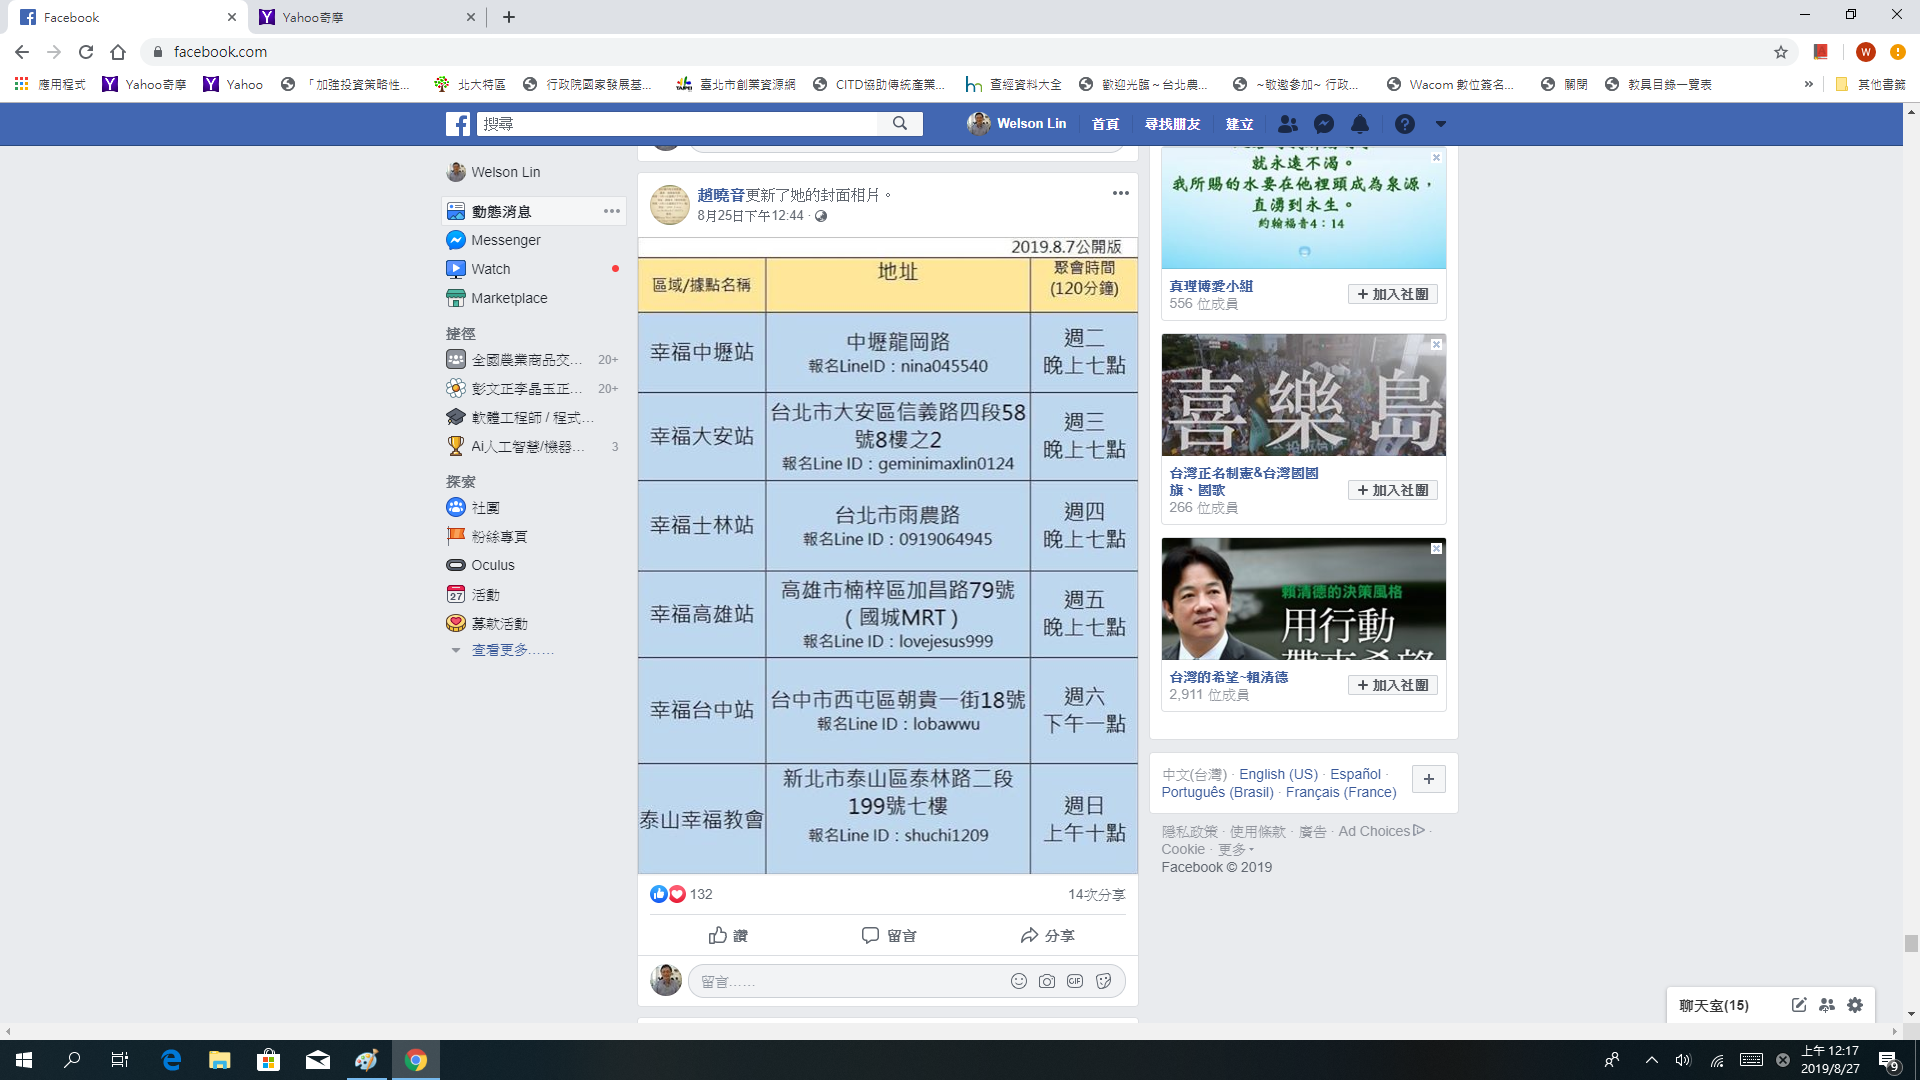 Facebook
Yahoo奇摩
facebook.com
W
應用程式
Yahoo奇摩
Yahoo
「加強投資策略性...
北大特區
行政院國家發展基...
臺北市創業資源網
CITD協助傳統產業...
查經資料大全
歡迎光臨～台北農...
~敬邀參加~ 行政...
Wacom 數位簽名...
關閉
教具目錄一覽表
»
其他書籤
搜尋
Welson Lin
首頁
尋找朋友
建立
Welson Lin
動態消息
Messenger
Watch
Marketplace
捷徑
全國農業商品交... 20+
彭文正李晶玉正... 20+
軟體工程師 / 程式...
Ai人工智慧/機器... 3
探索
社團
粉絲專頁
Oculus
27 活動
募款活動
查看更多……
趙曉音更新了她的封面相片。
8月25日下午12:44 ·
2019.8.7公開版
區域/據點名稱
地址
聚會時間
(120分鐘)
幸福中壢站
中壢龍岡路
報名LineID：nina045540
週二
晚上七點
幸福大安站
台北市大安區信義路四段58
號8樓之2
報名Line ID：geminimaxlin0124
週三
晚上七點
幸福士林站
台北市雨農路
報名Line ID：0919064945
週四
晚上七點
幸福高雄站
高雄市楠梓區加昌路79號
( 國城MRT )
報名Line ID：lovejesus999
週五
晚上七點
幸福台中站
台中市西屯區朝貴一街18號
報名Line ID：lobawwu
週六
下午一點
泰山幸福教會
新北市泰山區泰林路二段
199號七樓
報名Line ID：shuchi1209
週日
上午十點
132
14次分享
讚
留言
分享
留言……
GIF
就永遠不渴。
我所賜的水要在他裡頭成為泉源，
直湧到永生。
約翰福音4：14
真理博愛小組
556 位成員
+ 加入社團
喜樂島
台灣正名制憲&台灣國國
旗、國歌
266 位成員
+ 加入社團
賴清德的決策風格
用行動
帶來希望
台灣的希望~賴清德
2,911 位成員
+ 加入社團
中文(台灣) · English (US) · Español ·
Português (Brasil) · Français (France)
隱私政策 · 使用條款 · 廣告 · Ad Choices ·
Cookie · 更多
Facebook © 2019
聊天室(15)
上午 12:17
2019/8/27
9